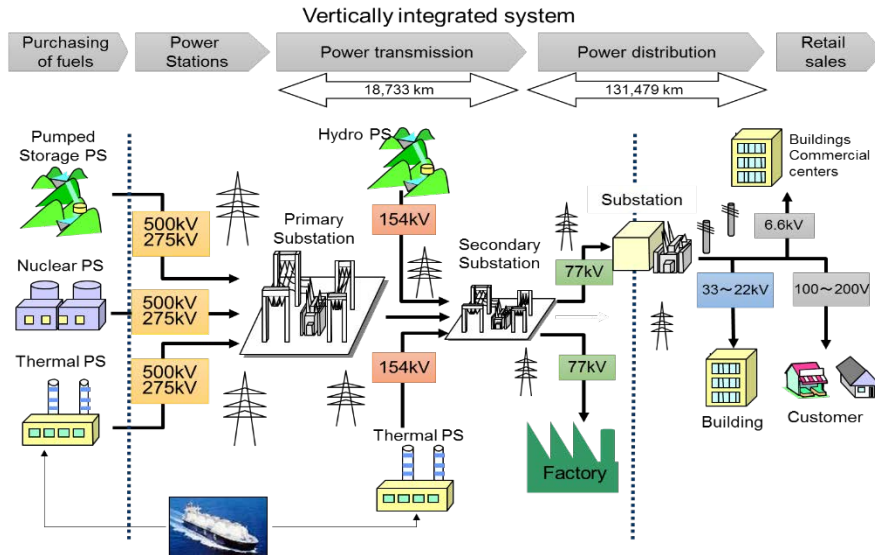 Vertically integrated system
Purchasing
of fuels
Power
Stations
Power transmission
Power distribution
Retail
sales
18,733 km
131,479 km
Pumped
Storage PS
Hydro PS
Buildings
Commercial
centers
500kV
275kV
Primary
Substation
154kV
Secondary
Substation
Substation
6.6kV
Nuclear PS
500kV
275kV
77kV
33～22kV
100～200V
Thermal PS
500kV
275kV
154kV
77kV
Building
Customer
Thermal PS
Factory